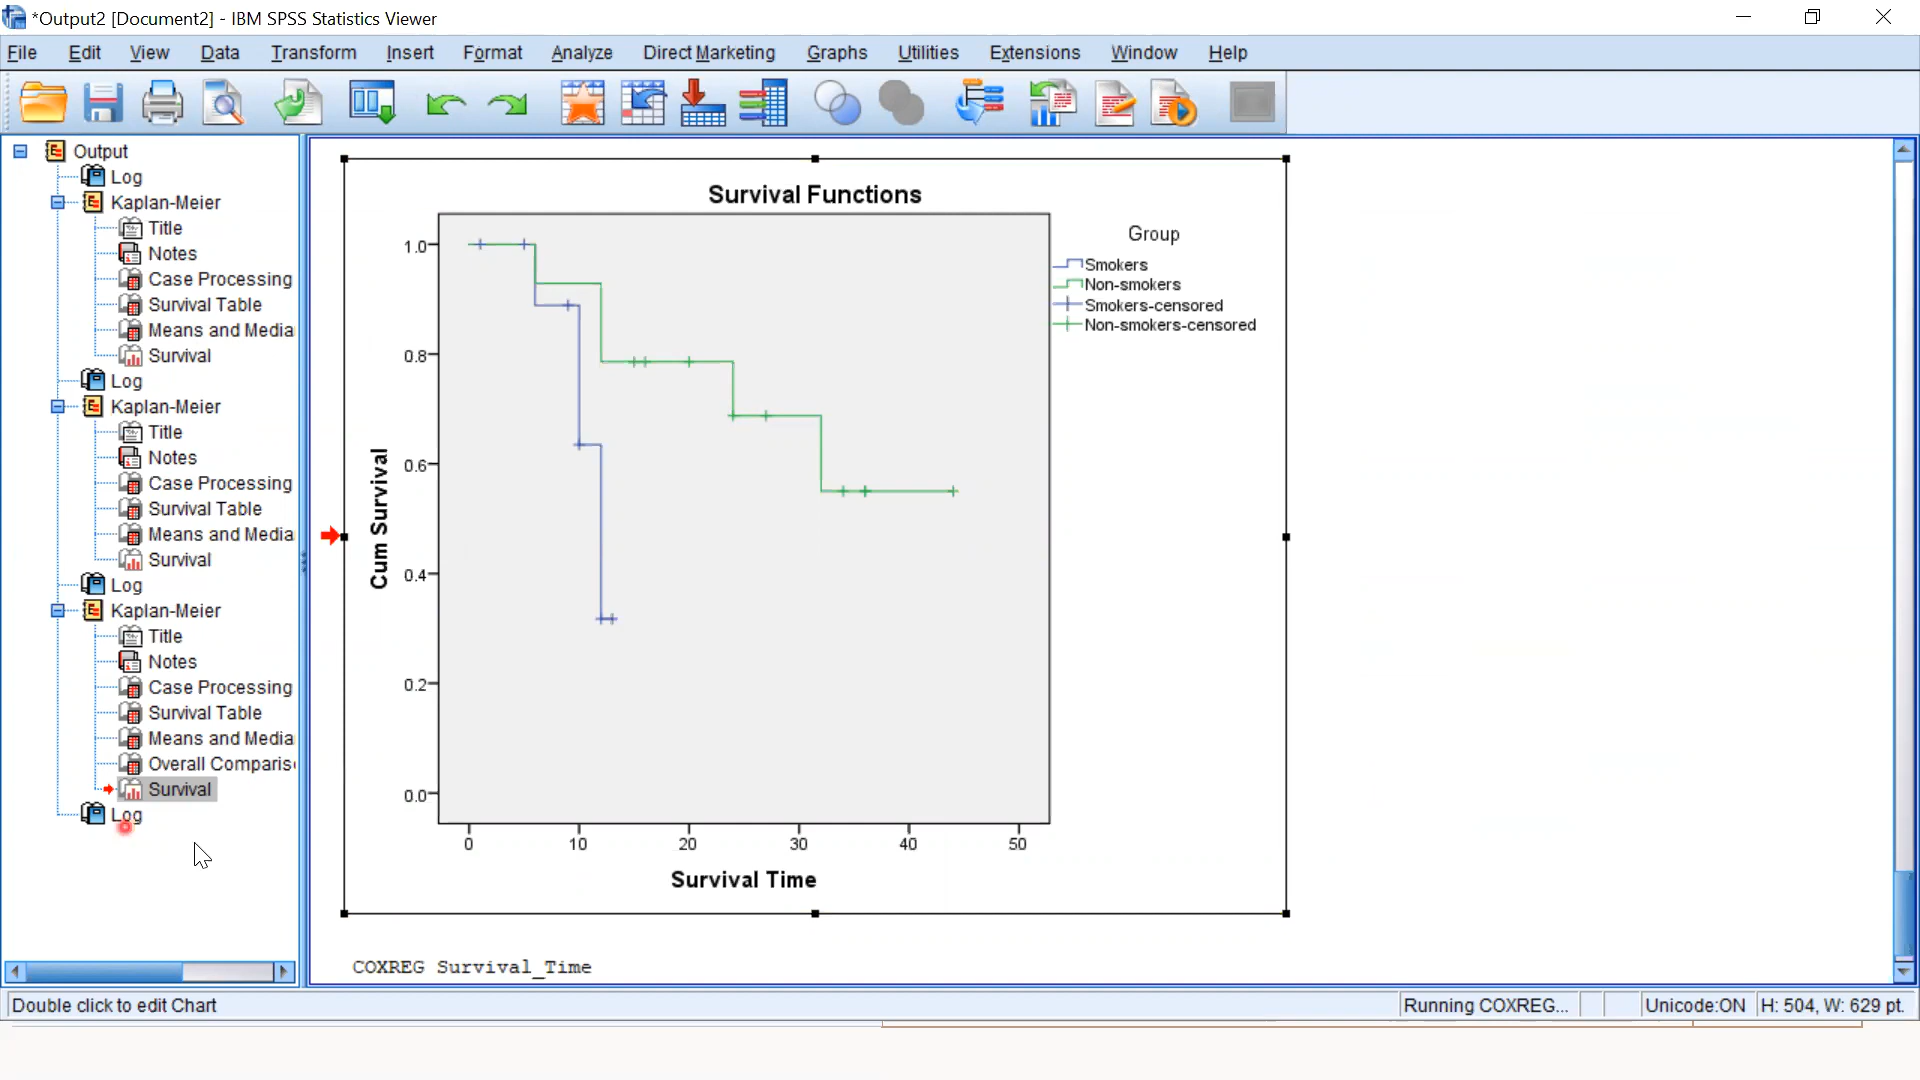 *Output2 [Document2] - IBM SPSS Statistics Viewer
File Edit View Data Transform Insert Format Analyze Direct Marketing Graphs Utilities Extensions Window Help
Output
Log
Kaplan-Meier
Title
Notes
Case Processing
Survival Table
Means and Media
Survival
Log
Kaplan-Meier
Title
Notes
Case Processing
Survival Table
Means and Media
Survival
Log
Kaplan-Meier
Title
Notes
Case Processing
Survival Table
Means and Media
Overall Comparis
Survival
Log
Survival Functions
Group
Smokers
Non-smokers
Smokers-censored
Non-smokers-censored
Cum Survival
1.0
0.8
0.6
0.4
0.2
0.0
0 10 20 30 40 50
Survival Time
COXREG Survival_Time
Double click to edit Chart Running COXREG... Unicode:ON H: 504, W: 629 pt.